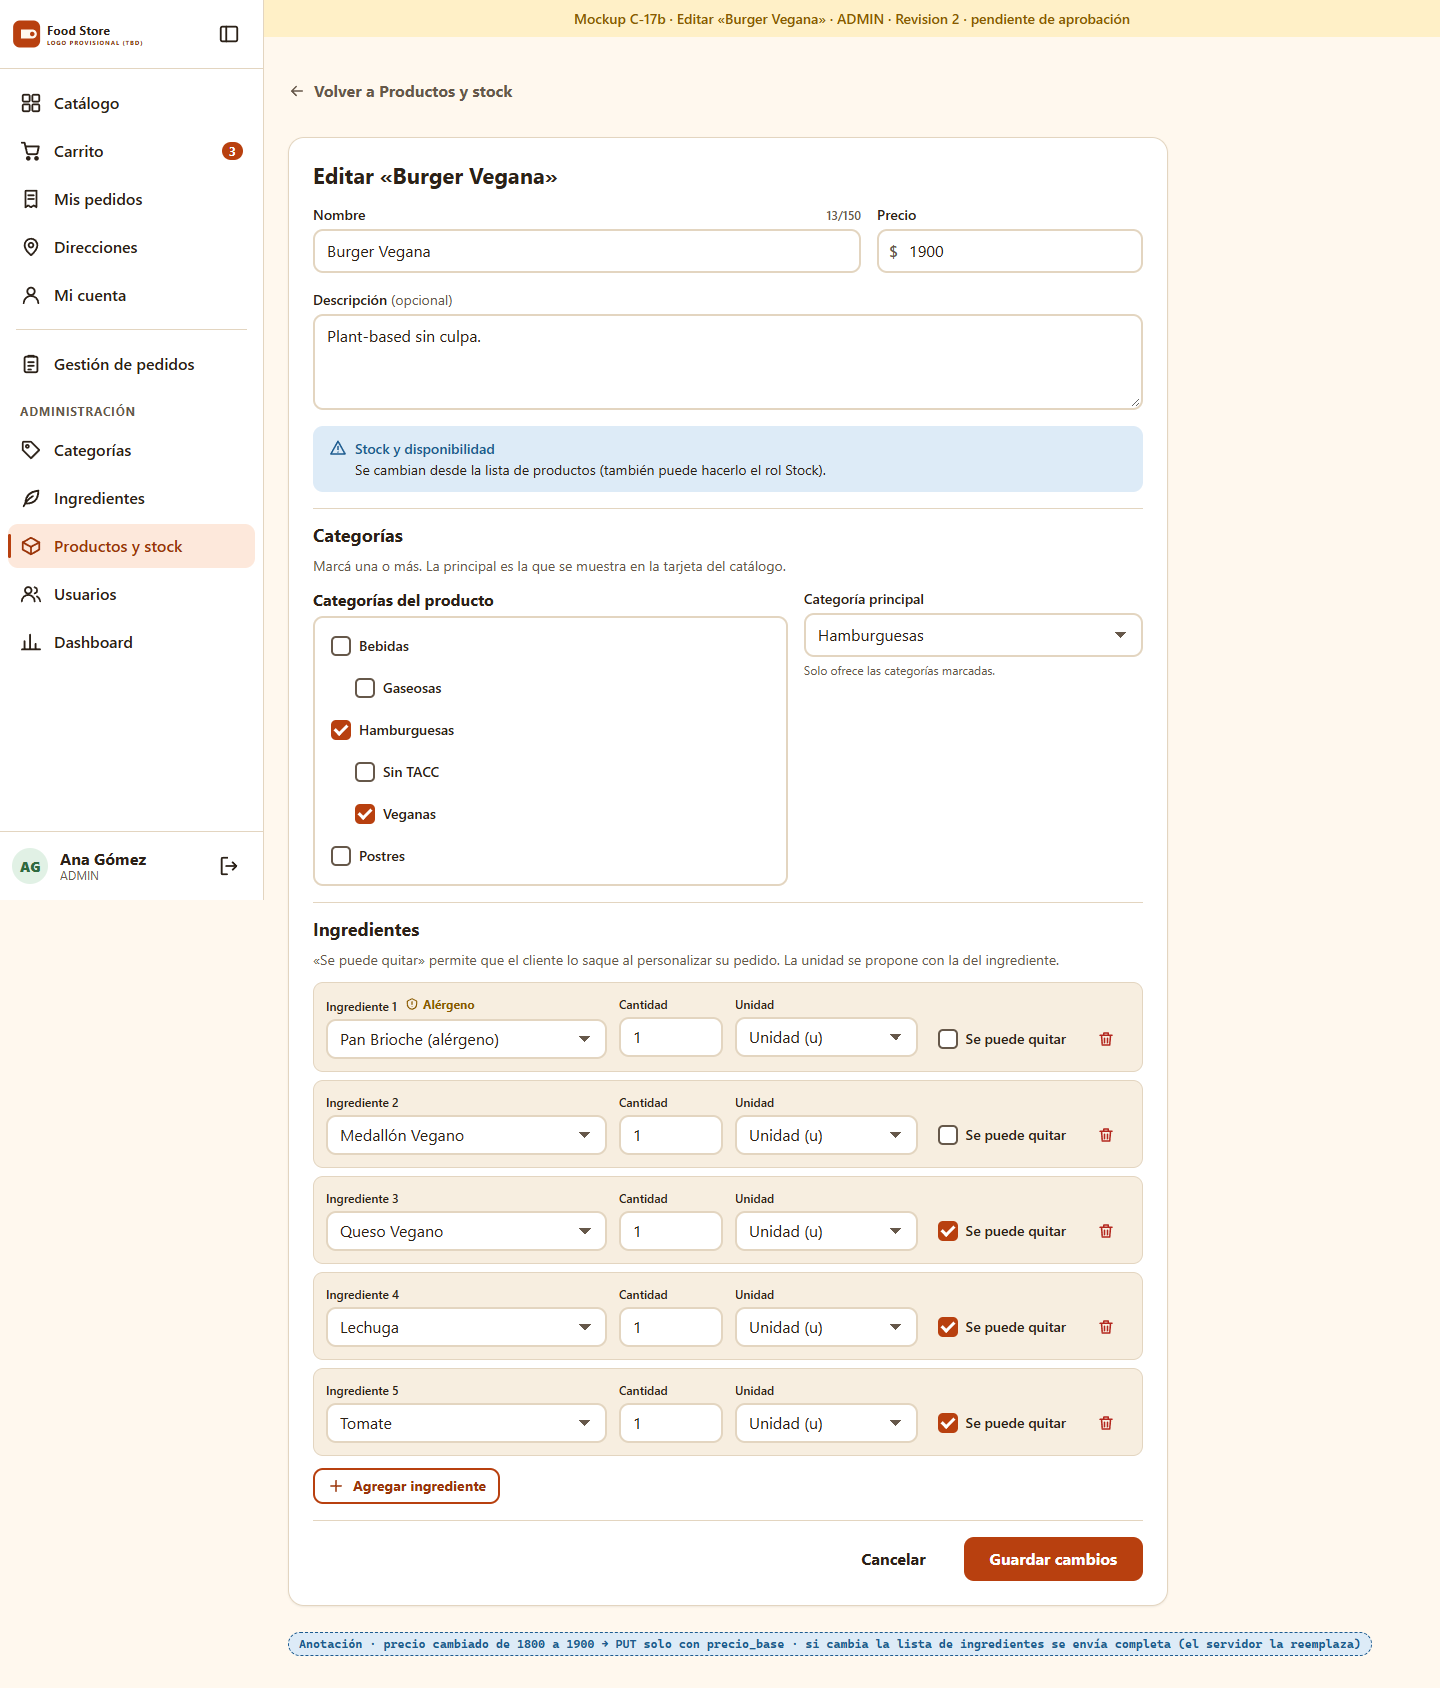 Mockup C-17b · Editar «Burger Vegana» · ADMIN · Revision 2 · pendiente de aprobación
Food Store
LOGO PROVISIONAL (TBD)
Catálogo
Carrito
3
Mis pedidos
Direcciones
Mi cuenta
Gestión de pedidos
ADMINISTRACIÓN
Categorías
Ingredientes
Productos y stock
Usuarios
Dashboard
AG
Ana Gómez
ADMIN
Volver a Productos y stock
Editar «Burger Vegana»
Nombre
13/150
Precio
Burger Vegana
$ 1900
Descripción (opcional)
Plant-based sin culpa.
Stock y disponibilidad
Se cambian desde la lista de productos (también puede hacerlo el rol Stock).
Categorías
Marcá una o más. La principal es la que se muestra en la tarjeta del catálogo.
Categorías del producto
Categoría principal
Bebidas
Gaseosas
Hamburguesas
Sin TACC
Veganas
Postres
Hamburguesas
Solo ofrece las categorías marcadas.
Ingredientes
«Se puede quitar» permite que el cliente lo saque al personalizar su pedido. La unidad se propone con la del ingrediente.
Ingrediente 1 Alérgeno Cantidad Unidad
Pan Brioche (alérgeno) 1 Unidad (u) Se puede quitar
Ingrediente 2 Cantidad Unidad
Medallón Vegano 1 Unidad (u) Se puede quitar
Ingrediente 3 Cantidad Unidad
Queso Vegano 1 Unidad (u) Se puede quitar
Ingrediente 4 Cantidad Unidad
Lechuga 1 Unidad (u) Se puede quitar
Ingrediente 5 Cantidad Unidad
Tomate 1 Unidad (u) Se puede quitar
Agregar ingrediente
Cancelar
Guardar cambios
Anotación · precio cambiado de 1800 a 1900 → PUT solo con precio_base · si cambia la lista de ingredientes se envía completa (el servidor la reemplaza)